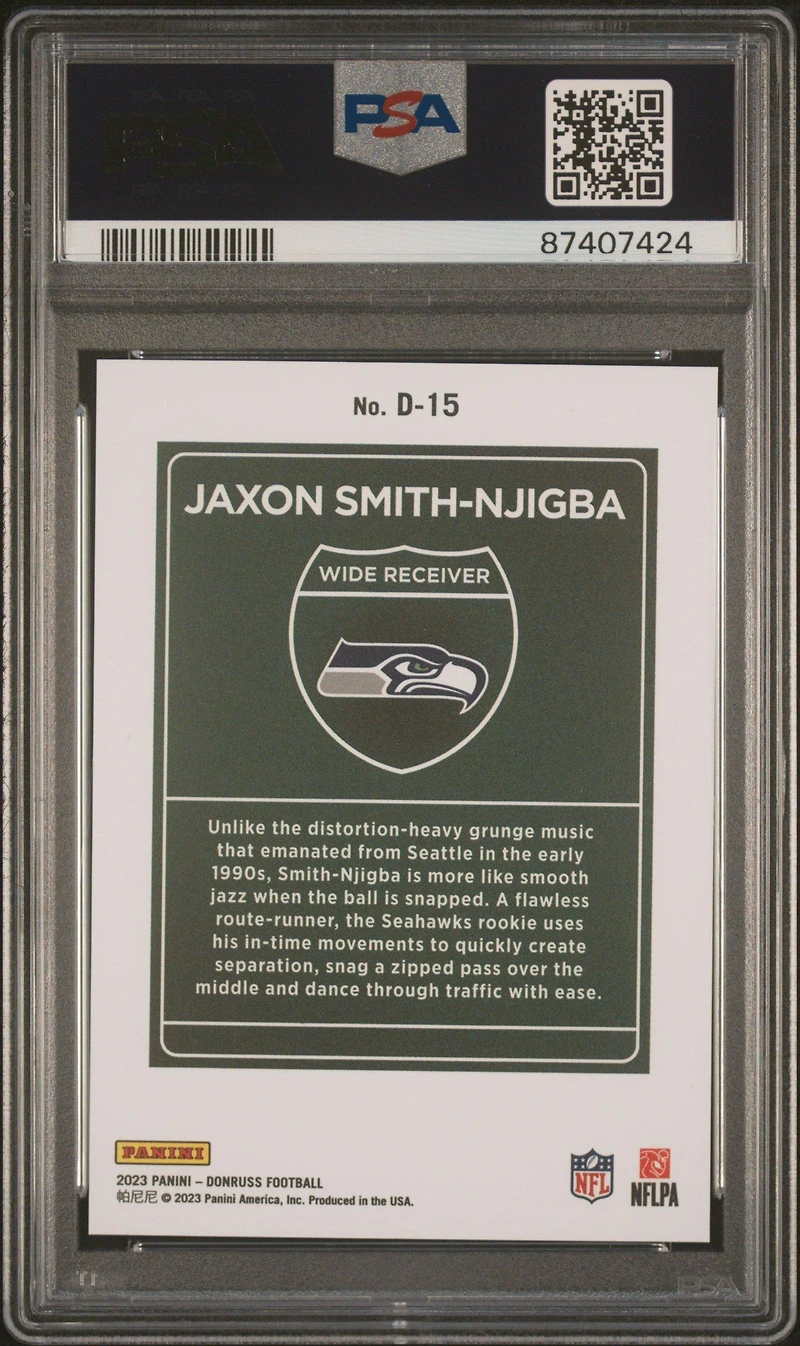 PSA
87407424
No. D-15
JAXON SMITH-NJIGBA
WIDE RECEIVER
Unlike the distortion-heavy grunge music
that emanated from Seattle in the early
1990s, Smith-Njigba is more like smooth
jazz when the ball is snapped. A flawless
route-runner, the Seahawks rookie uses
his in-time movements to quickly create
separation, snag a zipped pass over the
middle and dance through traffic with ease.
PANINI
2023 PANINI – DONRUSS FOOTBALL
帕尼尼 © 2023 Panini America, Inc. Produced in the USA.
NFL
NFLPA
PSA